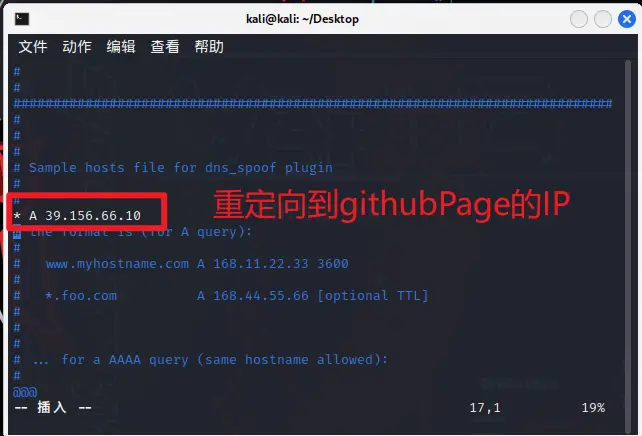 kali@kali: ~/Desktop
文件 动作 编辑 查看 帮助
#
#
###########################################################################
#
#
#
# Sample hosts file for dns_spoof plugin
#
#
* A 39.156.66.10
重定向到githubPage的IP
# the format is (for A query):
#
#   www.myhostname.com A 168.11.22.33 3600
#
#   *.foo.com          A 168.44.55.66 [optional TTL]
#
#
#
# ... for a AAAA query (same hostname allowed):
#
@@@
-- 插入 --                                                17,1          19%